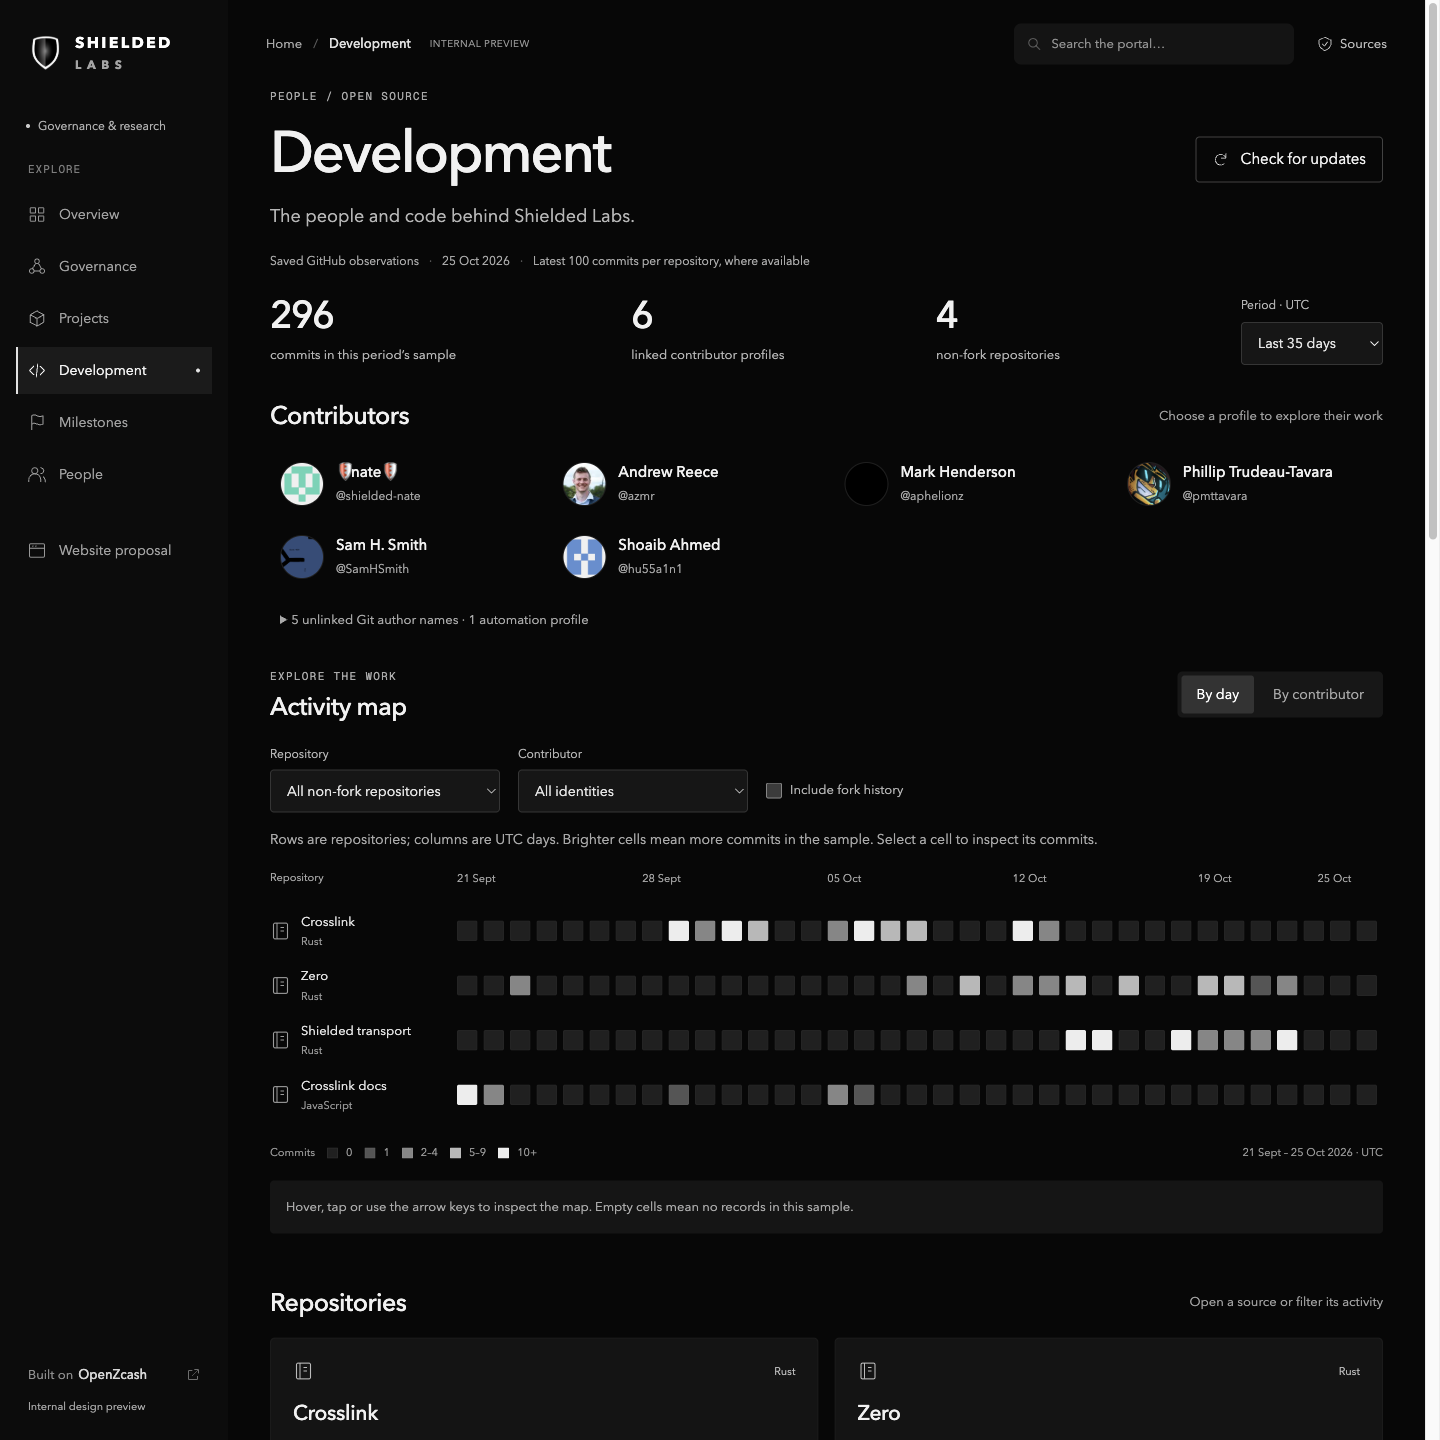 SHIELDED
LABS
Governance & research
EXPLORE
Overview
Governance
Projects
Development
Milestones
People
Website proposal
Built on OpenZcash
Internal design preview
Home / Development INTERNAL PREVIEW
Search the portal…
Sources
PEOPLE / OPEN SOURCE
Development
Check for updates
The people and code behind Shielded Labs.
Saved GitHub observations · 25 Oct 2026 · Latest 100 commits per repository, where available
296
commits in this period's sample
6
linked contributor profiles
4
non-fork repositories
Period · UTC
Last 35 days
Contributors
Choose a profile to explore their work
🛡nate🛡
@shielded-nate
Andrew Reece
@azmr
Mark Henderson
@aphelionz
Phillip Trudeau-Tavara
@pmttavara
Sam H. Smith
@SamHSmith
Shoaib Ahmed
@hu55a1n1
▶ 5 unlinked Git author names · 1 automation profile
EXPLORE THE WORK
Activity map
By day By contributor
Repository
All non-fork repositories
Contributor
All identities
Include fork history
Rows are repositories; columns are UTC days. Brighter cells mean more commits in the sample. Select a cell to inspect its commits.
Repository 21 Sept 28 Sept 05 Oct 12 Oct 19 Oct 25 Oct
Crosslink
Rust
Zero
Rust
Shielded transport
Rust
Crosslink docs
JavaScript
Commits 0 1 2–4 5–9 10+
21 Sept – 25 Oct 2026 · UTC
Hover, tap or use the arrow keys to inspect the map. Empty cells mean no records in this sample.
Repositories
Open a source or filter its activity
Rust
Crosslink
Rust
Zero